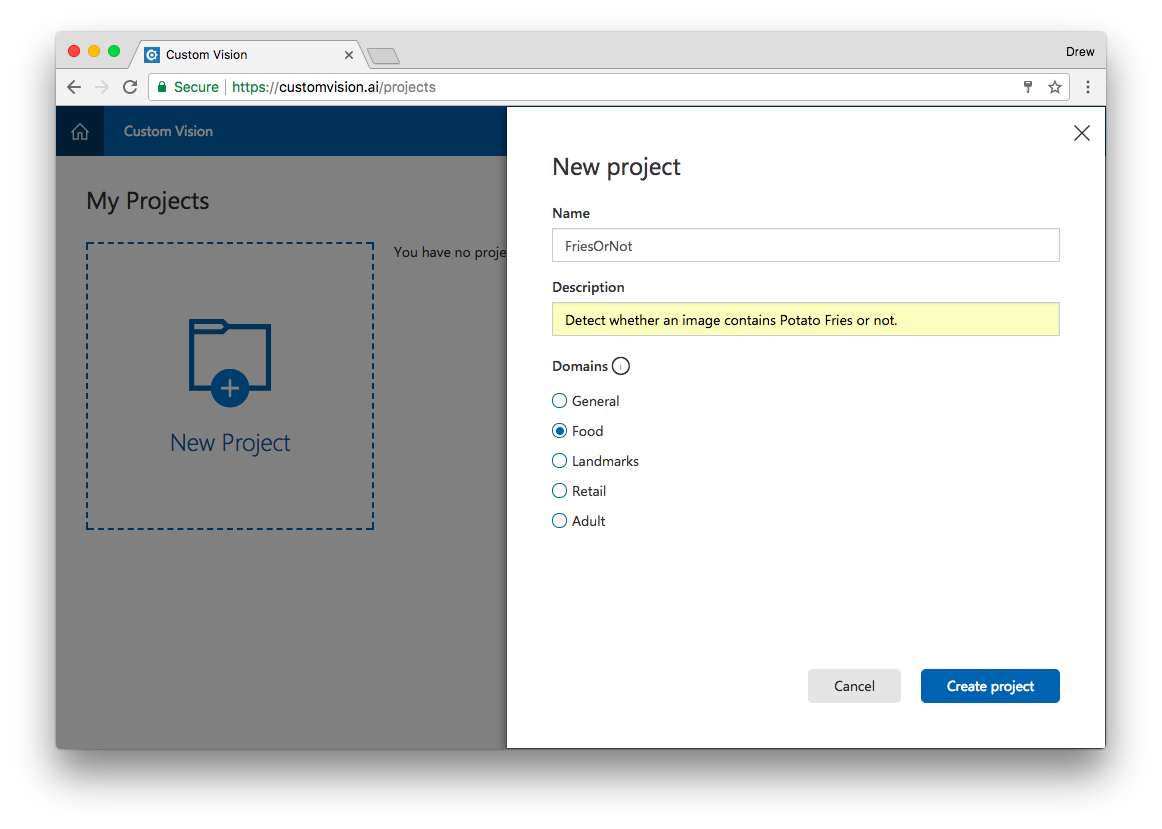 Custom Vision
Drew
Secure
https://customvision.ai/projects
Custom Vision
My Projects
You have no proje
New Project
New project
Name
FriesOrNot
Description
Detect whether an image contains Potato Fries or not.
Domains
General
Food
Landmarks
Retail
Adult
Cancel
Create project